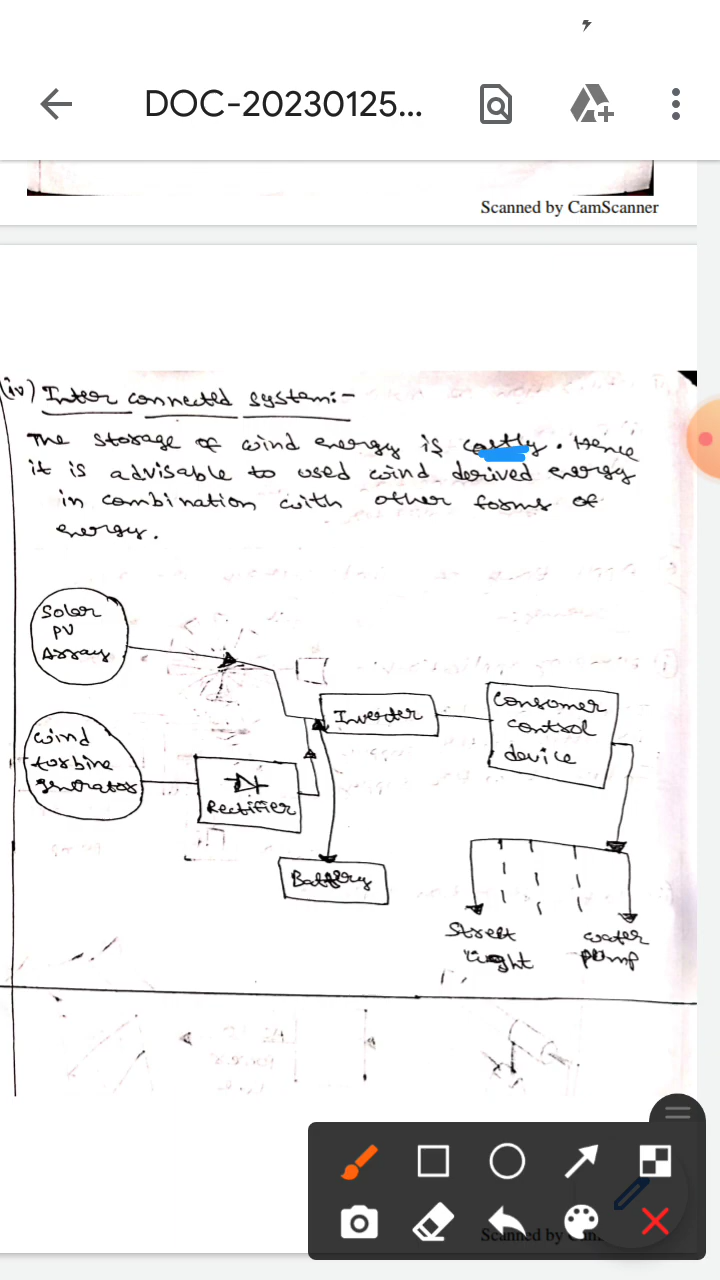 DOC-20230125...
Scanned by CamScanner
(iv) Inter connected system:-
The storage of wind energy is costly. Hence
it is advisable to used wind derived energy
in combination with other forms of
energy.
Solar
PV
Array
Inverter
Consumer
control
device
wind
turbine
generator
Rectifier
Battery
Street
light
water
pump
Scanned by